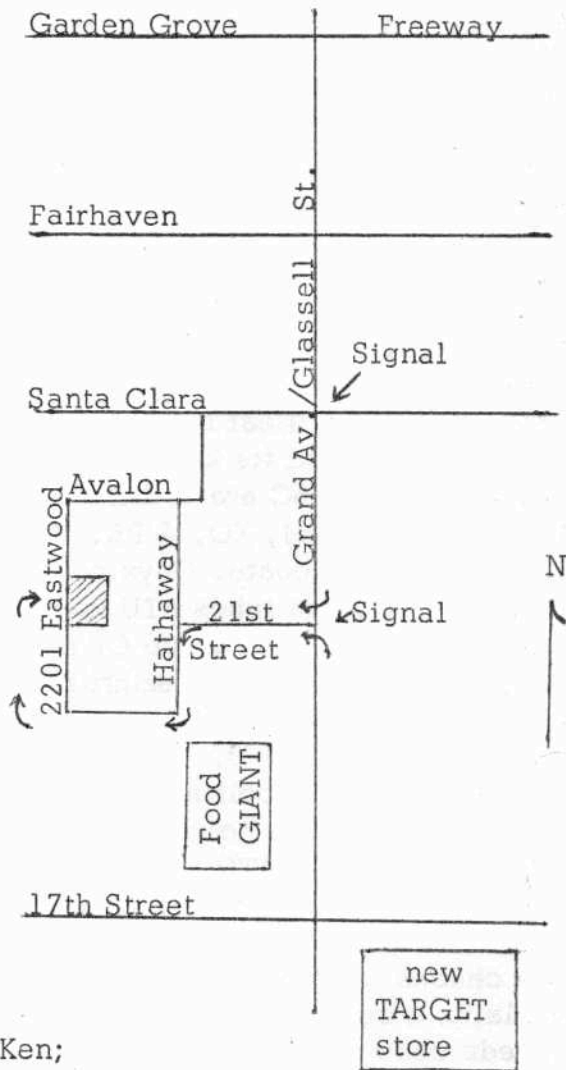 Garden Grove Freeway
Fairhaven
Grand Av./Glassell St.
Signal
Santa Clara
Avalon
2201 Eastwood
Hathaway
21st
Street
Signal
N
Food
GIANT
17th Street
new
TARGET
store
Ken;